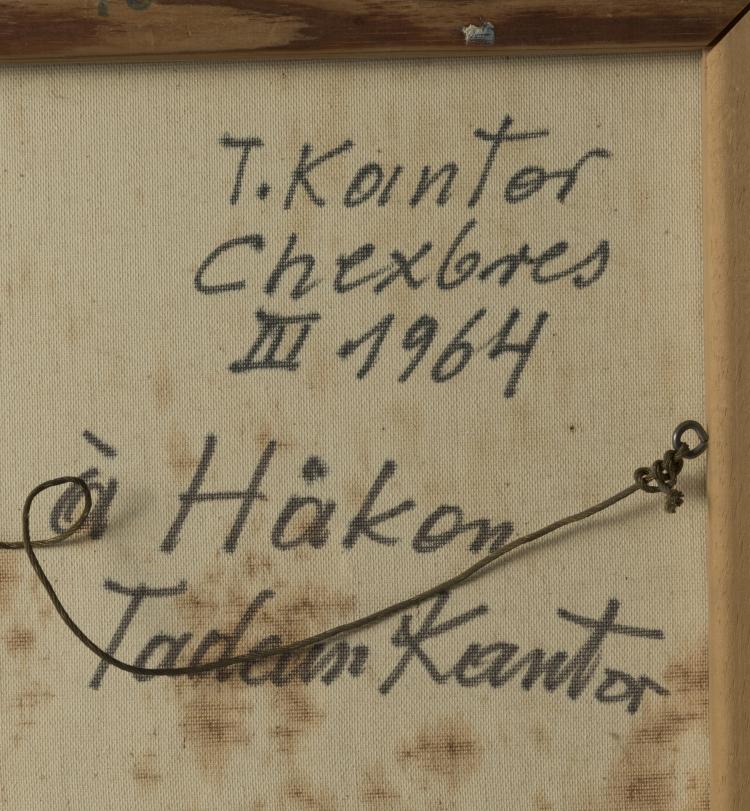 T. Kantor
Chexbres
III 1964
à Håkon
Tadeusz Kantor